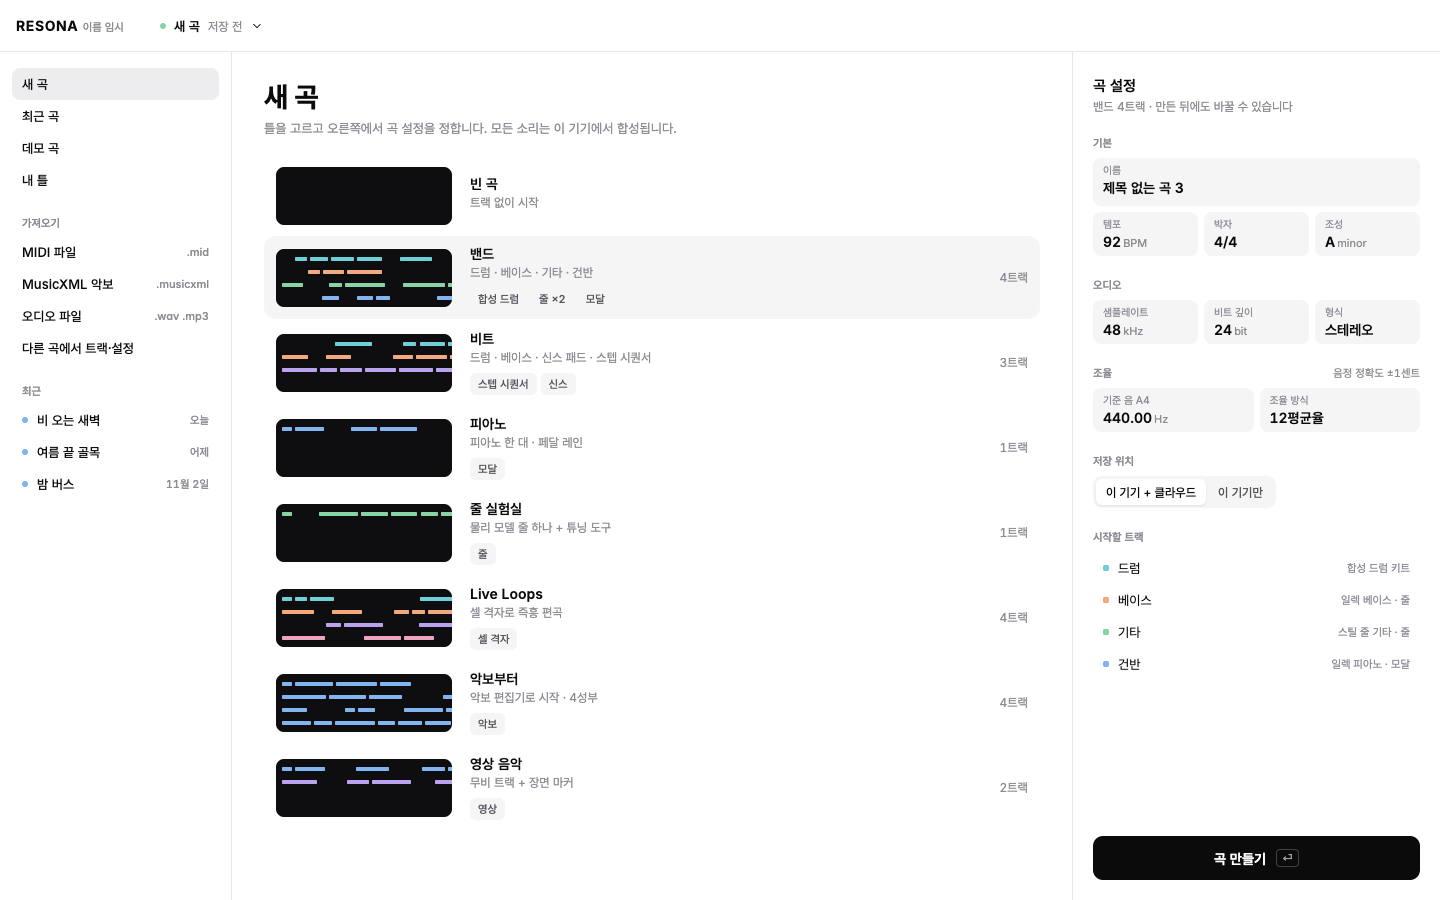 RESONA 이름 임시
새 곡 저장 전
새 곡
최근 곡
데모 곡
내 틀
가져오기
MIDI 파일 .mid
MusicXML 악보 .musicxml
오디오 파일 .wav .mp3
다른 곡에서 트랙·설정
최근
비 오는 새벽 오늘
여름 끝 골목 어제
밤 버스 11월 2일
새 곡
틀을 고르고 오른쪽에서 곡 설정을 정합니다. 모든 소리는 이 기기에서 합성됩니다.
빈 곡
트랙 없이 시작
밴드
드럼 · 베이스 · 기타 · 건반
합성 드럼 줄 ×2 모달
4트랙
비트
드럼 · 베이스 · 신스 패드 · 스텝 시퀀서
스텝 시퀀서 신스
3트랙
피아노
피아노 한 대 · 페달 레인
모달
1트랙
줄 실험실
물리 모델 줄 하나 + 튜닝 도구
줄
1트랙
Live Loops
셀 격자로 즉흥 편곡
셀 격자
4트랙
악보부터
악보 편집기로 시작 · 4성부
악보
4트랙
영상 음악
무비 트랙 + 장면 마커
영상
2트랙
곡 설정
밴드 4트랙 · 만든 뒤에도 바꿀 수 있습니다
기본
이름
제목 없는 곡 3
템포 박자 조성
92 BPM 4/4 A minor
오디오
샘플레이트 비트 깊이 형식
48 kHz 24 bit 스테레오
조율 음정 정확도 ±1센트
기준 음 A4 조율 방식
440.00 Hz 12평균율
저장 위치
이 기기 + 클라우드 이 기기만
시작할 트랙
드럼 합성 드럼 키트
베이스 일렉 베이스 · 줄
기타 스틸 줄 기타 · 줄
건반 일렉 피아노 · 모달
곡 만들기 ⏎